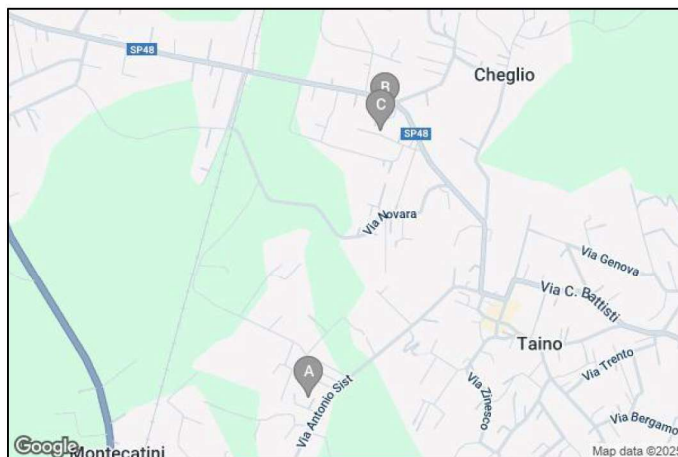 SP48
Cheglio
B
C
SP48
Via Novara
Via Genova
Via C. Battisti
Taino
A
Via Antonio Sist
Via Trento
Via Zinesco
Via Bergamo
Google
Montecatini
Map data ©2025